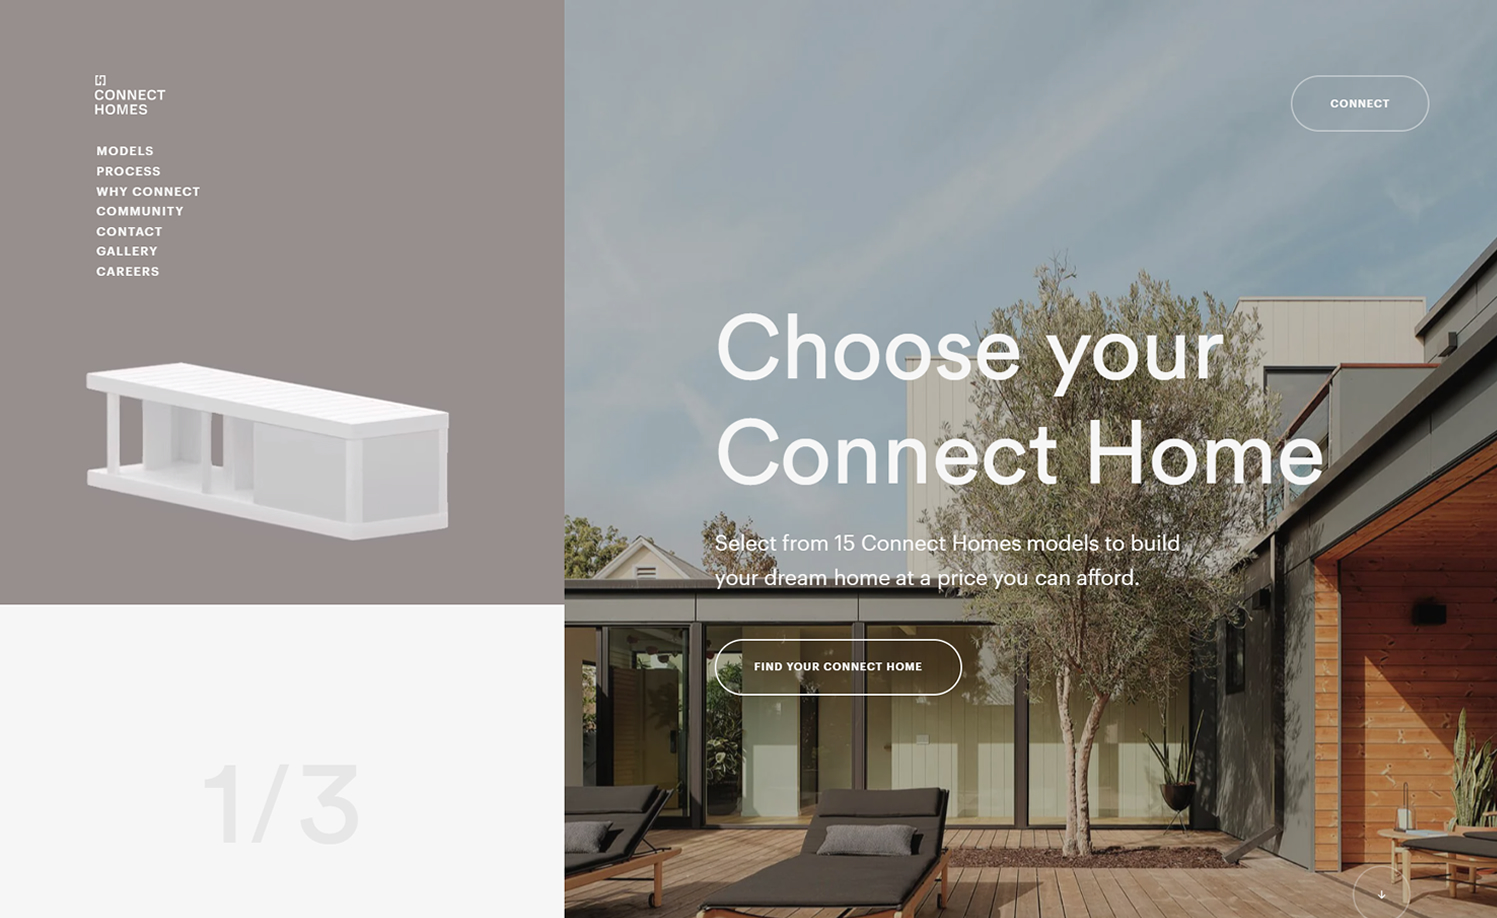 CONNECT
HOMES
MODELS
PROCESS
WHY CONNECT
COMMUNITY
CONTACT
GALLERY
CAREERS
1/3
CONNECT
Choose your
Connect Home
Select from 15 Connect Homes models to build
your dream home at a price you can afford.
FIND YOUR CONNECT HOME